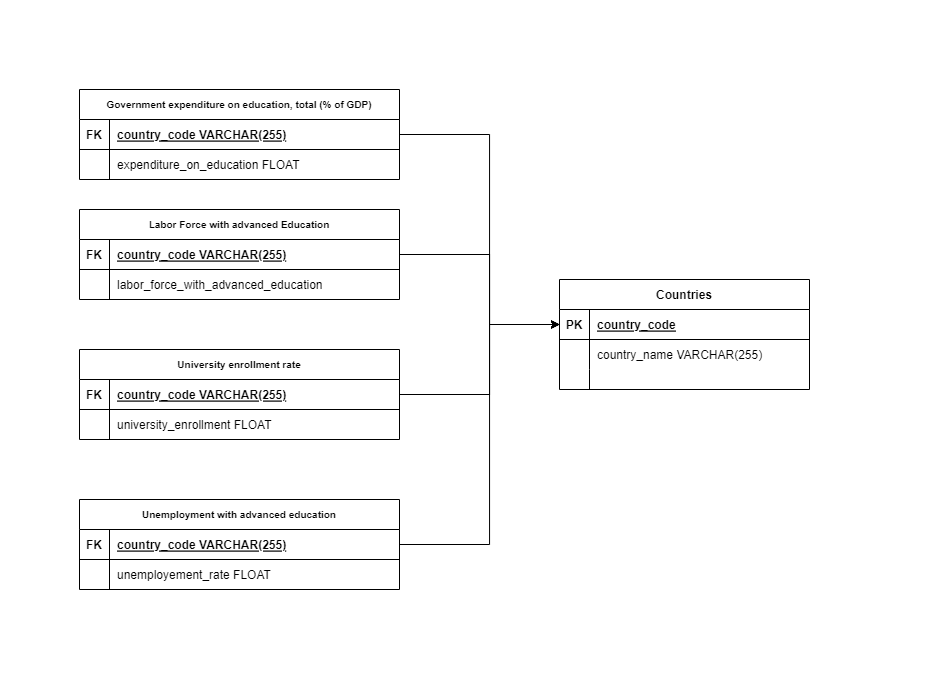 Government expenditure on education, total (% of GDP)
FK country_code VARCHAR(255)
expenditure_on_education FLOAT
Labor Force with advanced Education
FK country_code VARCHAR(255)
labor_force_with_advanced_education
University enrollment rate
FK country_code VARCHAR(255)
university_enrollment FLOAT
Unemployment with advanced education
FK country_code VARCHAR(255)
unemployement_rate FLOAT
Countries
PK country_code
country_name VARCHAR(255)